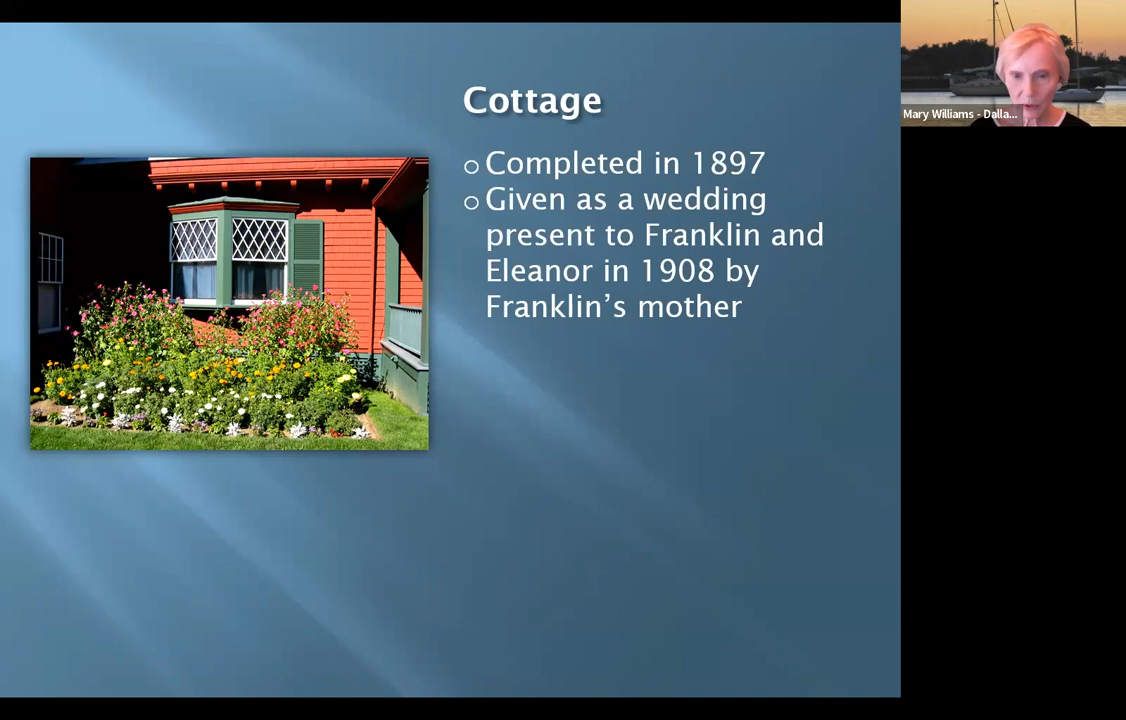 Cottage
Completed in 1897
Given as a wedding
present to Franklin and
Eleanor in 1908 by
Franklin’s mother
Mary Williams - Dalla...